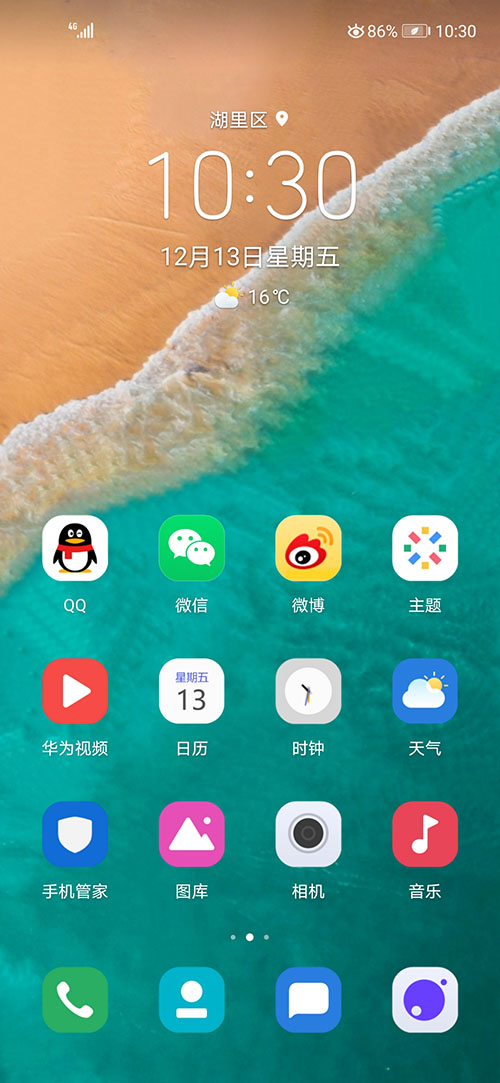 4G
86%
10:30
湖里区
10:30
12月13日星期五
16℃
QQ
微信
微博
主题
星期五
13
华为视频
日历
时钟
天气
手机管家
图库
相机
音乐